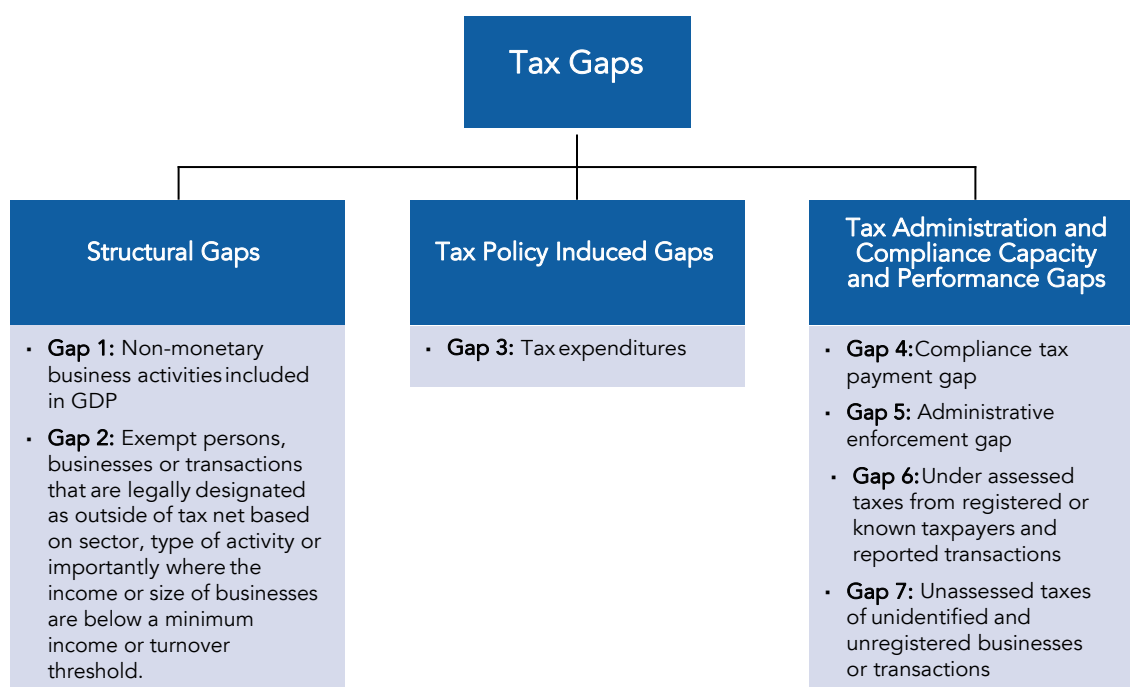 Tax Gaps
Structural Gaps
▪ Gap 1: Non-monetary
business activities included
in GDP
▪ Gap 2: Exempt persons,
businesses or transactions
that are legally designated
as outside of tax net based
on sector, type of activity or
importantly where the
income or size of businesses
are below a minimum
income or turnover
threshold.
Tax Policy Induced Gaps
▪ Gap 3: Tax expenditures
Tax Administration and
Compliance Capacity
and Performance Gaps
▪ Gap 4:Compliance tax
payment gap
▪ Gap 5: Administrative
enforcement gap
▪ Gap 6:Under assessed
taxes from registered or
known taxpayers and
reported transactions
▪ Gap 7: Unassessed taxes
of unidentified and
unregistered businesses
or transactions